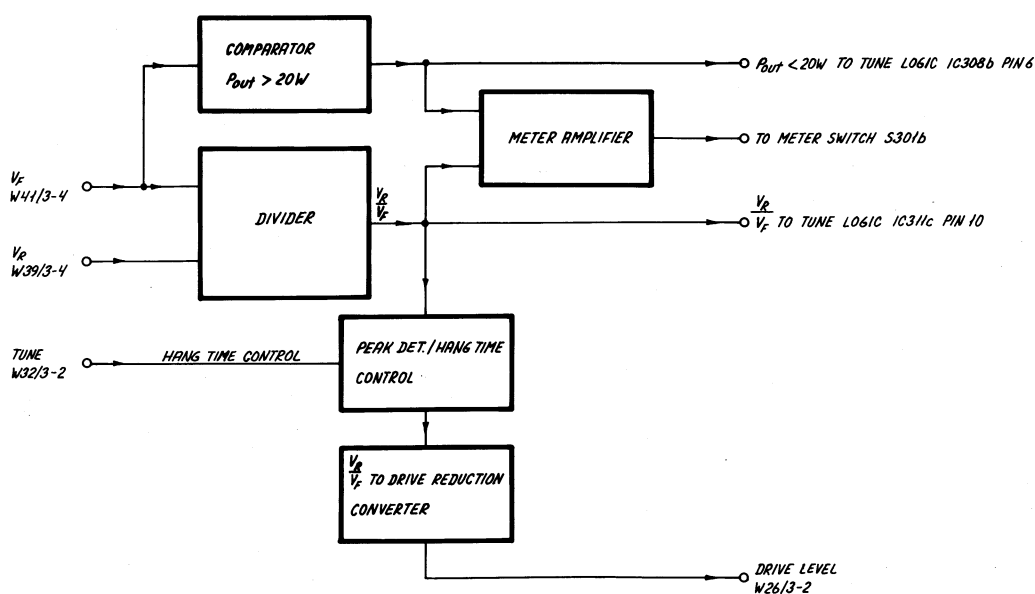 COMPARATOR
Pout > 20W
Pout < 20W TO TUNE LOGIC IC308b PIN 6
METER AMPLIFIER
TO METER SWITCH S301b
VF
W41/3-4
DIVIDER
VR
VF
VR
VF TO TUNE LOGIC IC311c PIN 10
VR
W39/3-4
TUNE
W32/3-2
HANG TIME CONTROL
PEAK DET./HANG TIME
CONTROL
VR
VF TO DRIVE REDUCTION
CONVERTER
DRIVE LEVEL
W26/3-2